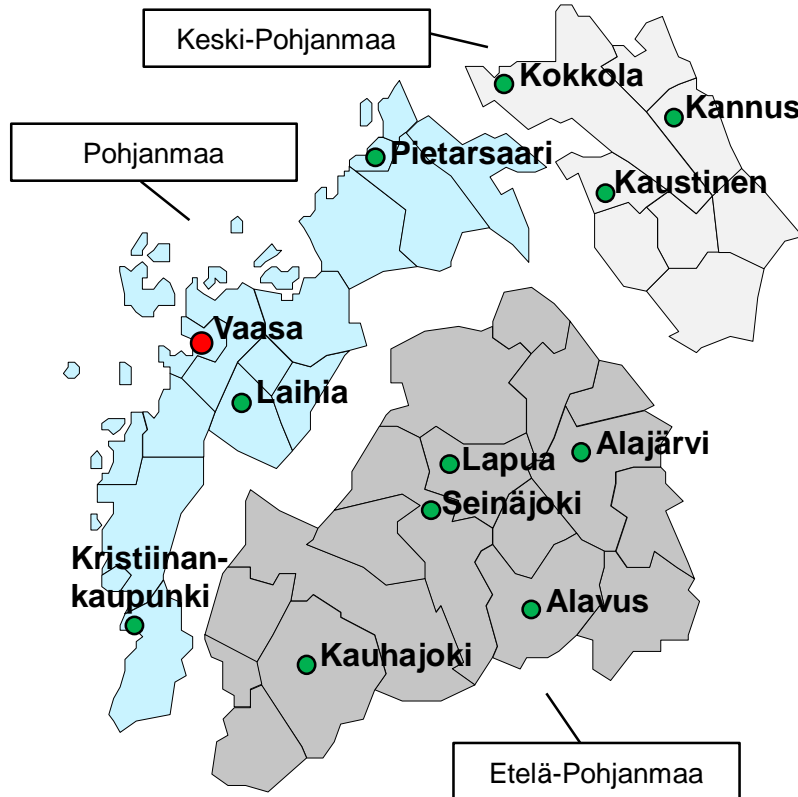 Keski-Pohjanmaa
Kokkola
Kannus
Pohjanmaa
Pietarsaari
Kaustinen
Vaasa
Laihia
Lapua
Alajärvi
Seinäjoki
Kristiinan-
kaupunki
Alavus
Kauhajoki
Etelä-Pohjanmaa